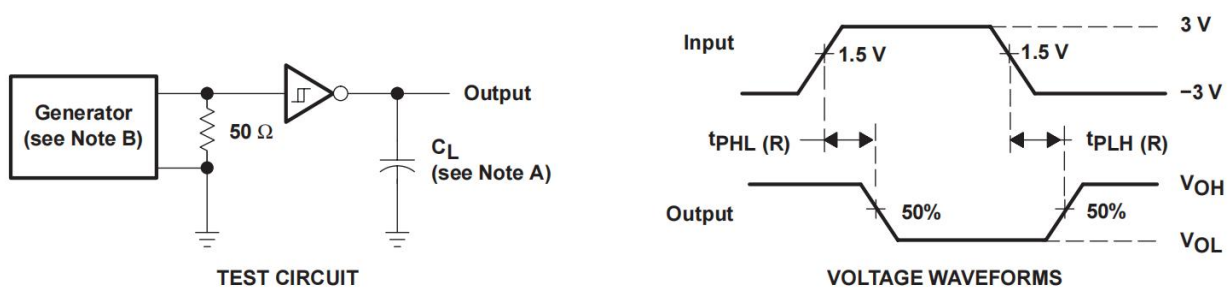 Generator
(see Note B)
50 Ω
CL
(see Note A)
Output
TEST CIRCUIT
Input
1.5 V
1.5 V
3 V
−3 V
tPHL (R)
tPLH (R)
Output
50%
50%
VOH
VOL
VOLTAGE WAVEFORMS